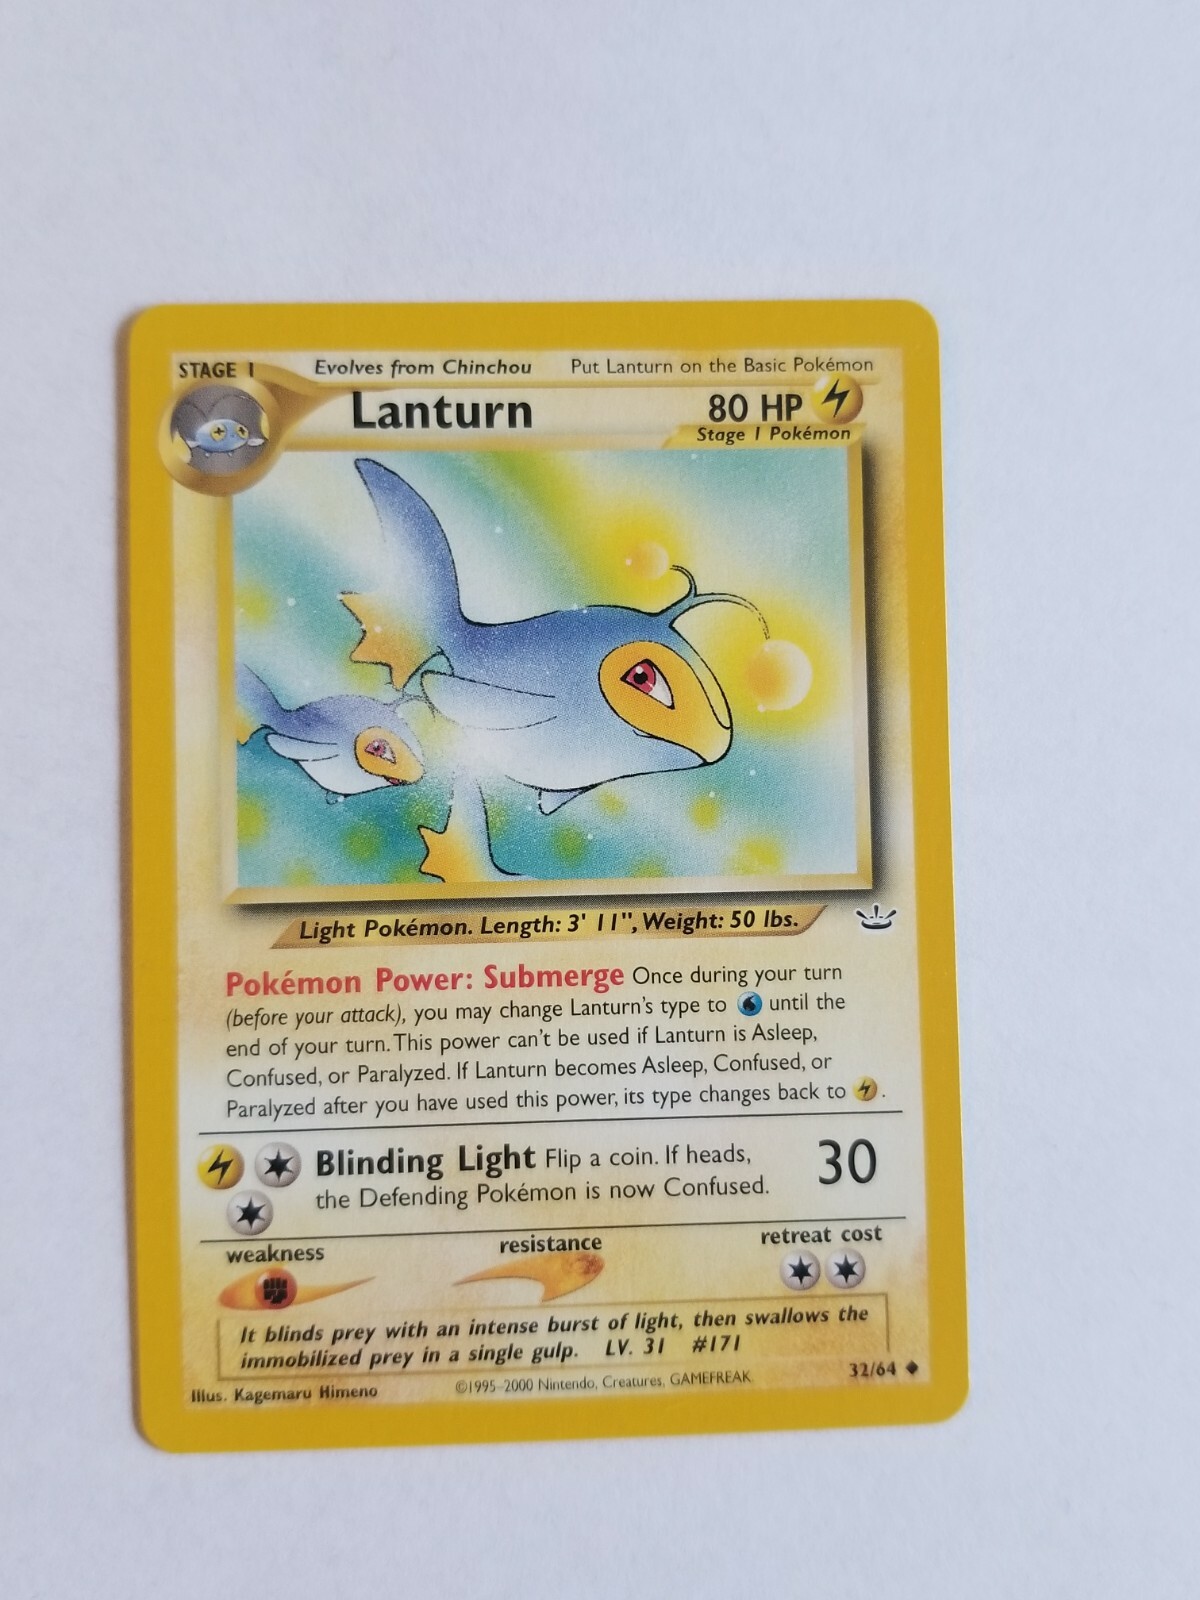 STAGE 1 Evolves from Chinchou Put Lanturn on the Basic Pokémon
Lanturn 80 HP
Stage 1 Pokémon
Light Pokémon. Length: 3' 11", Weight: 50 lbs.
Pokémon Power: Submerge Once during your turn
(before your attack), you may change Lanturn's type to until the
end of your turn. This power can't be used if Lanturn is Asleep,
Confused, or Paralyzed. If Lanturn becomes Asleep, Confused, or
Paralyzed after you have used this power, its type changes back to .
Blinding Light Flip a coin. If heads, 30
the Defending Pokémon is now Confused.
weakness resistance retreat cost
It blinds prey with an intense burst of light, then swallows the
immobilized prey in a single gulp. LV. 31 #171
32/64
Illus. Kagemaru Himeno ©1995-2000 Nintendo, Creatures, GAMEFREAK.